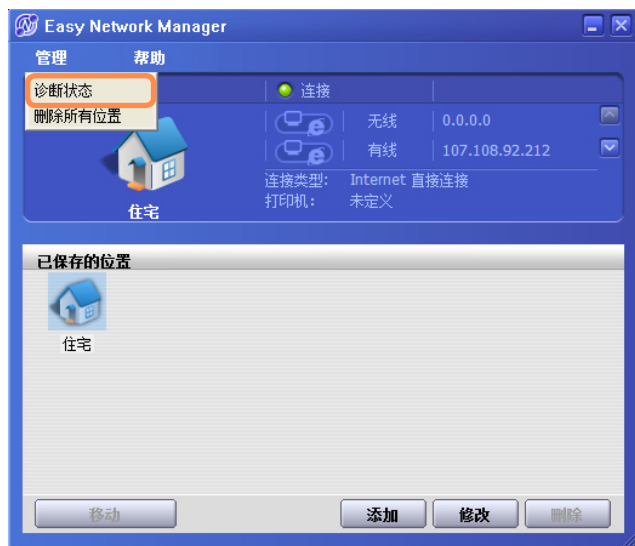 Easy Network Manager
管理 帮助
诊断状态
删除所有位置
连接
无线 0.0.0.0
有线 107.108.92.212
连接类型: Internet 直接连接
打印机: 未定义
住宅
已保存的位置
住宅
移动 添加 修改 删除